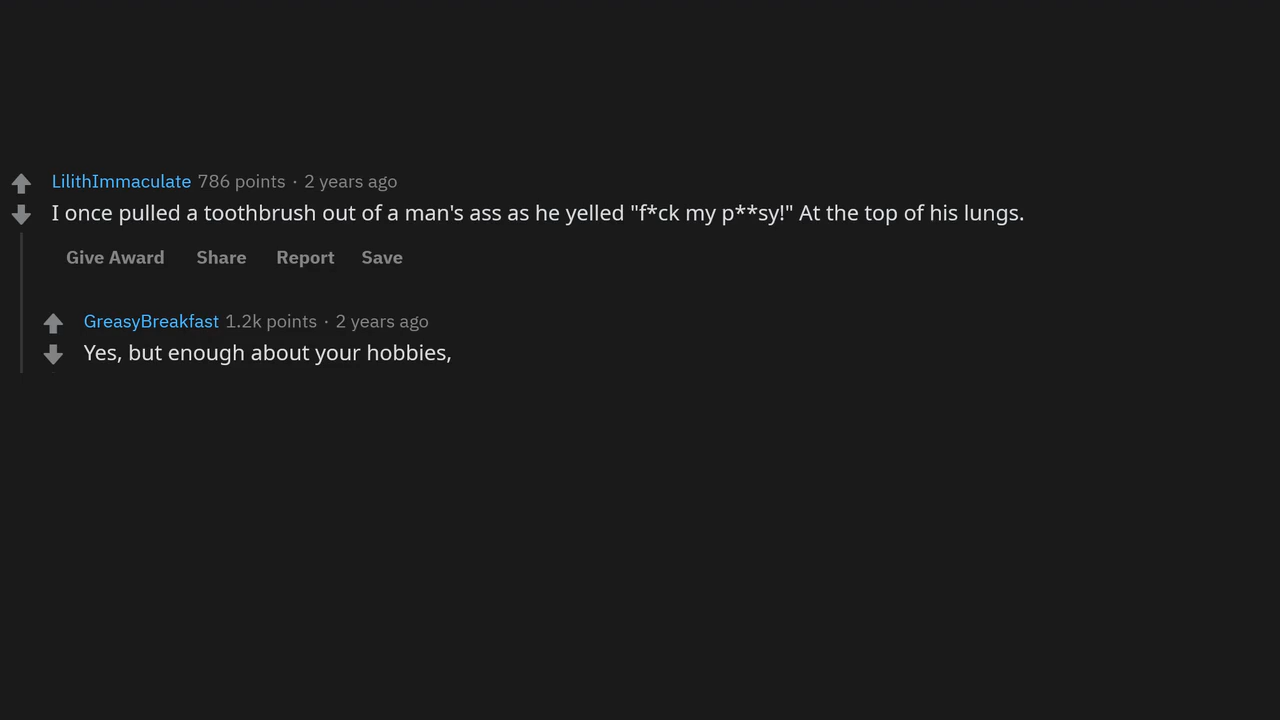 LilithImmaculate 786 points · 2 years ago
I once pulled a toothbrush out of a man's ass as he yelled "f*ck my p**sy!" At the top of his lungs.
Give Award Share Report Save
GreasyBreakfast 1.2k points · 2 years ago
Yes, but enough about your hobbies,